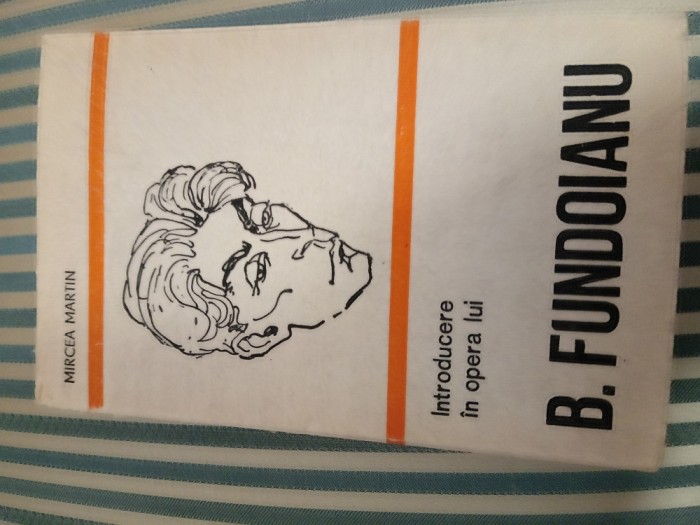 MIRCEA MARTIN
Introducere
în opera lui
B. FUNDOIANU